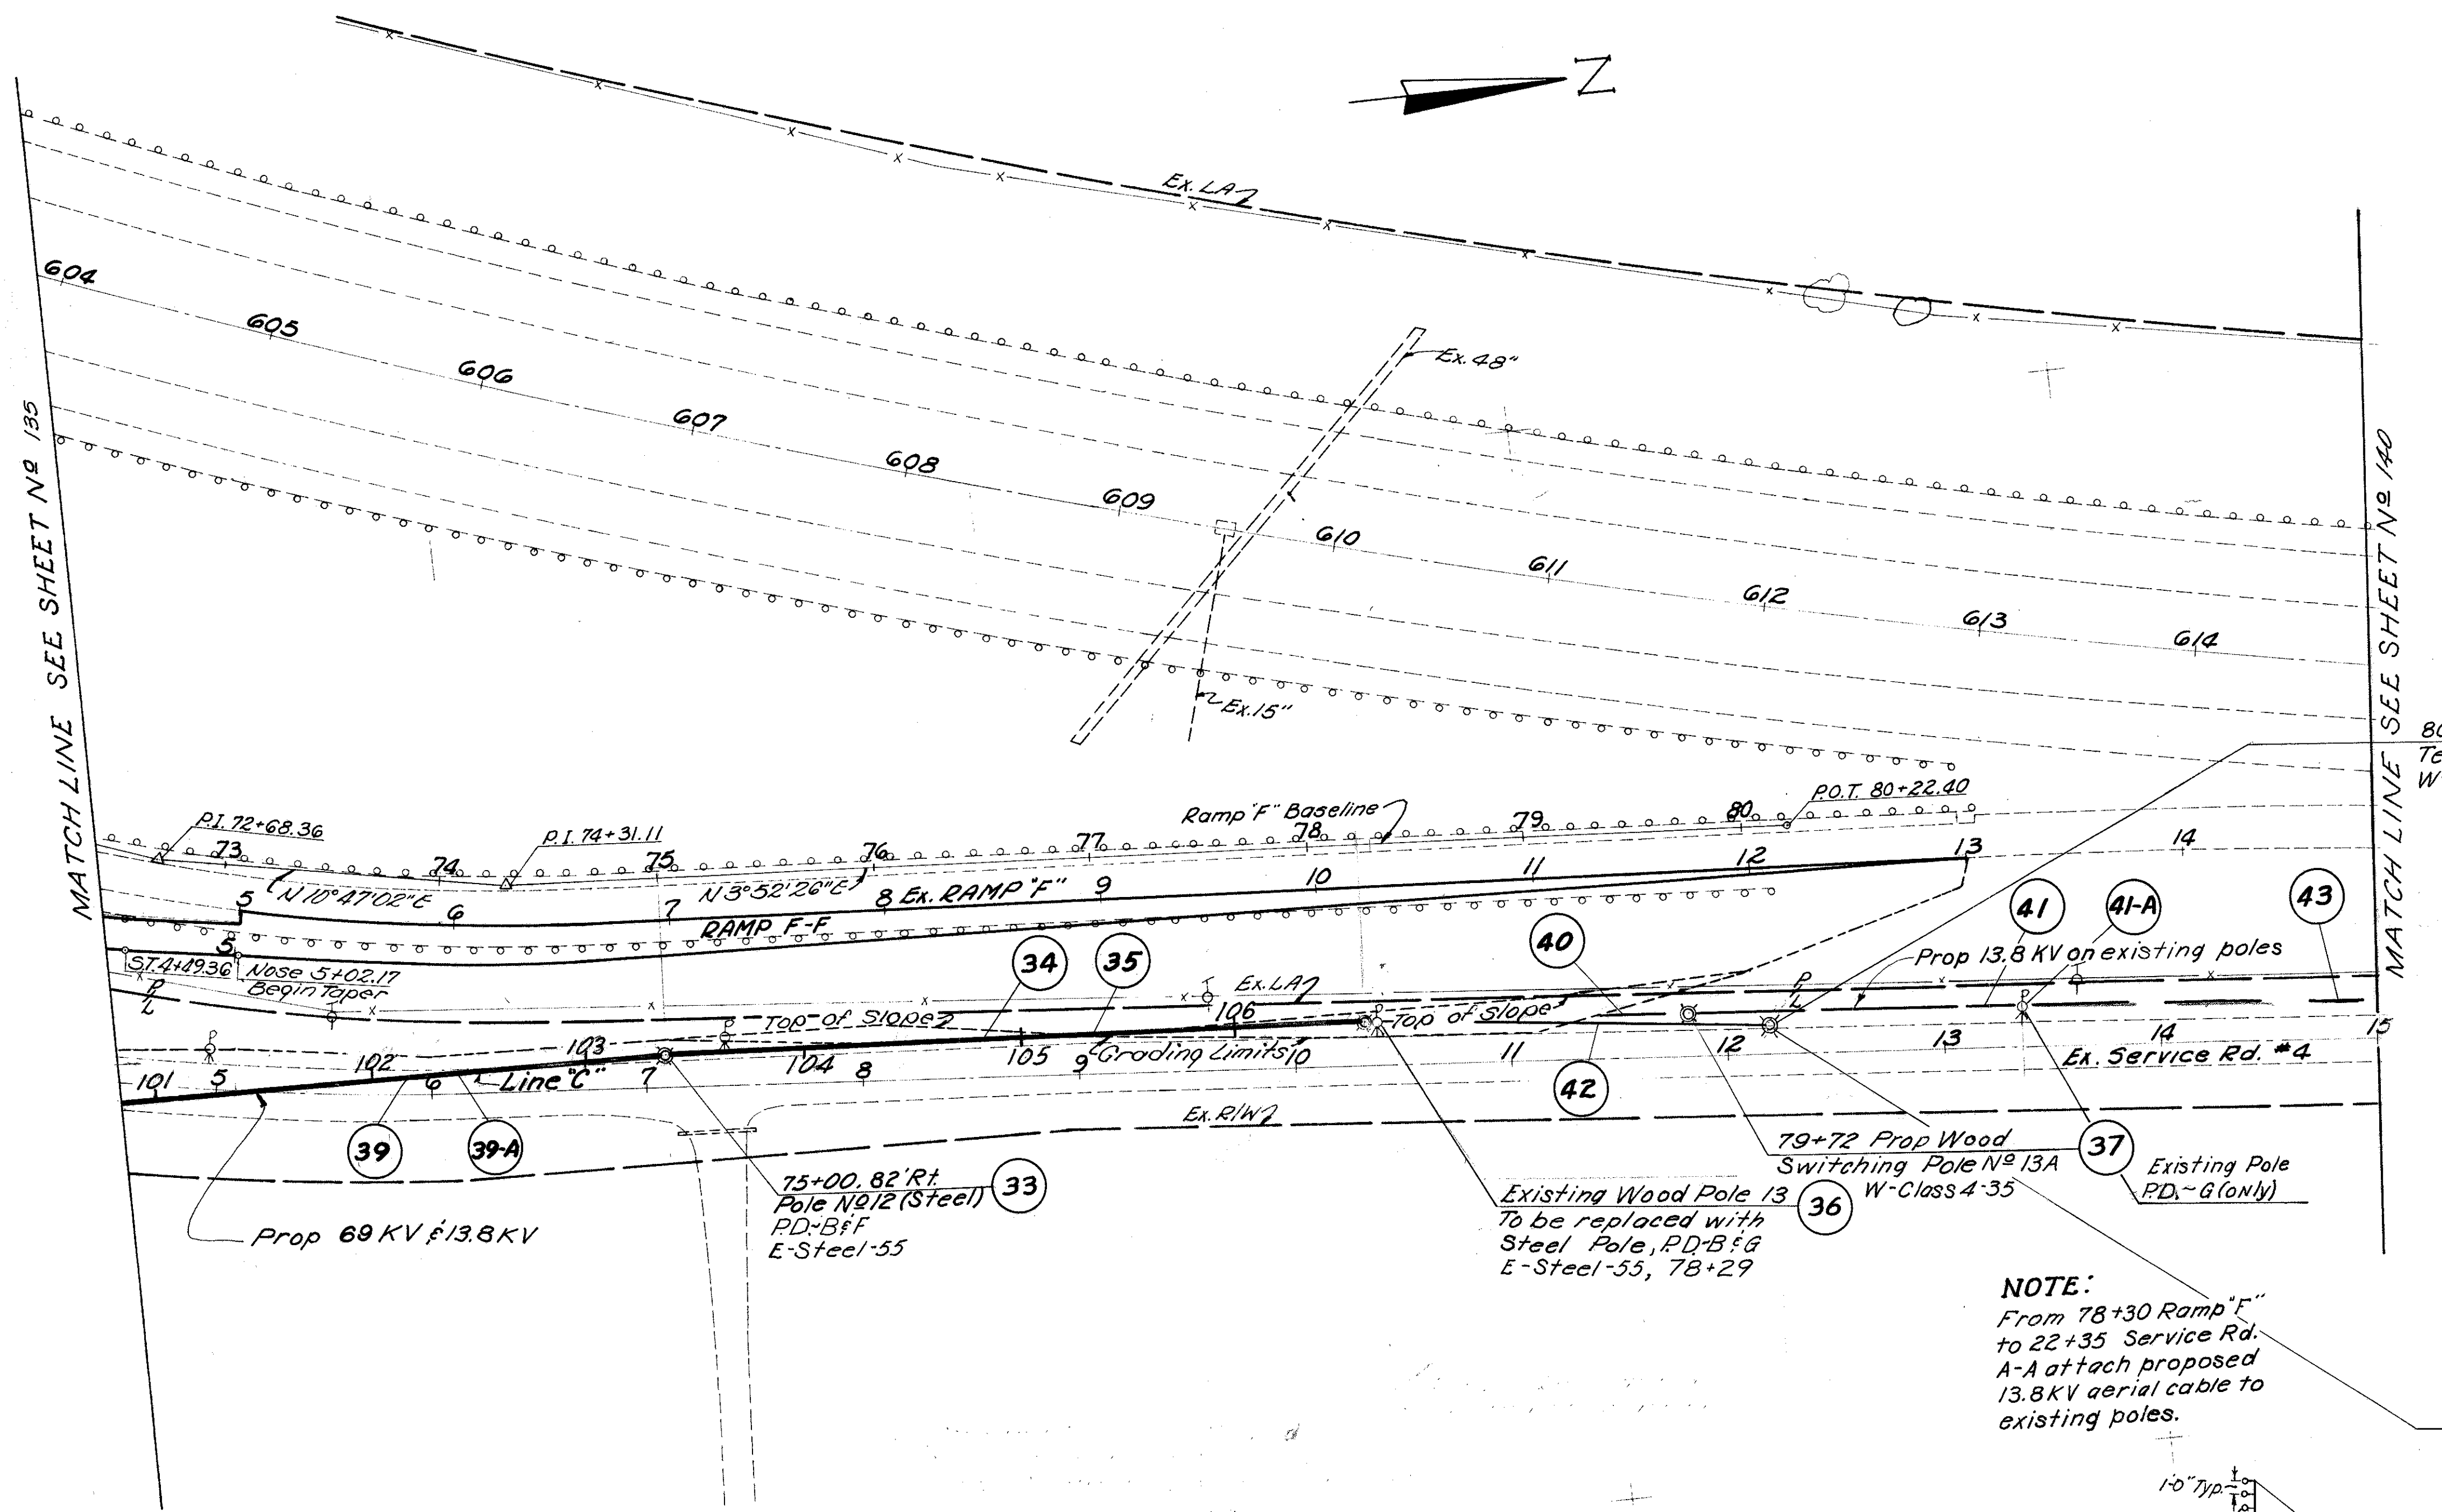 Z
Ex. LA
604
605
606
607
608
609
610
611
612
613
614
Ex. 48"
Ex. 15"
MATCH LINE SEE SHEET Nº 135
MATCH LINE SEE SHEET Nº 140
80
Te
W
P.I. 72+68.36
P.I. 74+31.11
Ramp "F" Baseline
P.O.T. 80+22.40
73
74
75
76
77
78
79
80
N 10°47'02"E
N 3°52'26"E
5
6
7
8
Ex. RAMP "F"
9
10
11
12
13
14
RAMP F-F
5
ST. 4+49.36
Nose 5+02.17
Begin Taper
34
35
40
41
41-A
43
Prop 13.8 KV on existing poles
P
L
Ex. LA
P
L
P
P
P
P
Top of Slope
Top of slope
101
102
103
104
105
106
5
6
7
8
9
10
11
12
13
14
15
Line "C"
Grading Limits
Ex. Service Rd. #4
42
39
39-A
Ex. R/W
Prop 69 KV & 13.8 KV
75+00, 82' Rt.
Pole Nº 12 (Steel)
P.D.-B & F
E-Steel-55
33
Existing Wood Pole 13
To be replaced with
Steel Pole, P.D.-B & G
E-Steel-55, 78+29
36
79+72 Prop Wood
Switching Pole Nº 13A
W-Class 4-35
37
Existing Pole
P.D.~G (only)
NOTE:
From 78+30 Ramp "F"
to 22+35 Service Rd.
A-A attach proposed
13.8 KV aerial cable to
existing poles.
1'-0" Typ.